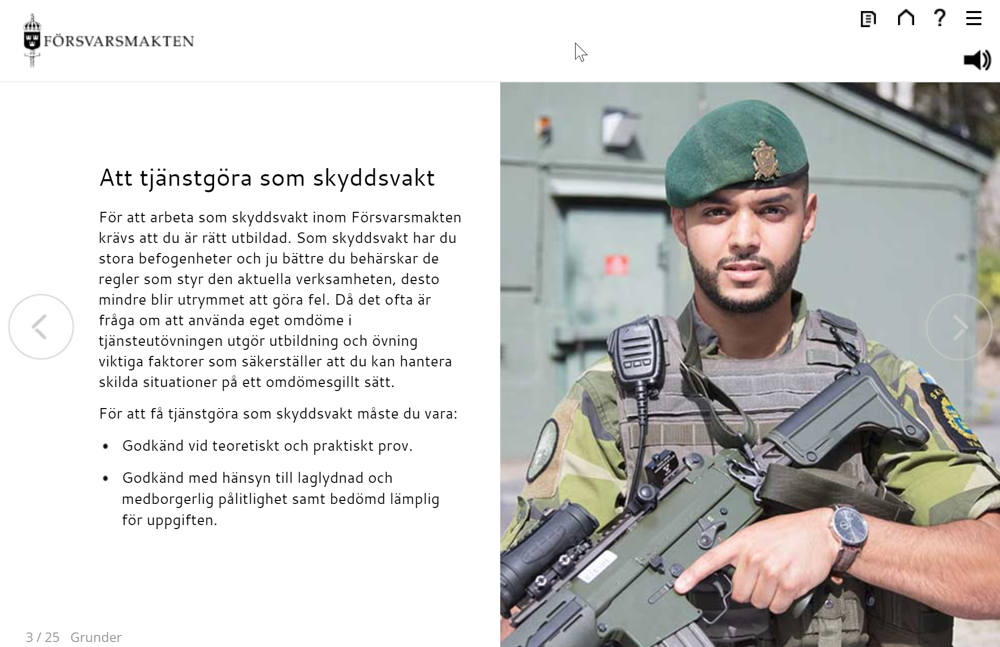 FÖRSVARSMAKTEN
Att tjänstgöra som skyddsvakt
För att arbeta som skyddsvakt inom Försvarsmakten
krävs att du är rätt utbildad. Som skyddsvakt har du
stora befogenheter och ju bättre du behärskar de
regler som styr den aktuella verksamheten, desto
mindre blir utrymmet att göra fel. Då det ofta är
fråga om att använda eget omdöme i
tjänsteutövningen utgör utbildning och övning
viktiga faktorer som säkerställer att du kan hantera
skilda situationer på ett omdömesgillt sätt.
För att få tjänstgöra som skyddsvakt måste du vara:
• Godkänd vid teoretiskt och praktiskt prov.
• Godkänd med hänsyn till laglydnad och
medborgerlig pålitlighet samt bedömd lämplig
för uppgiften.
3 / 25 Grunder